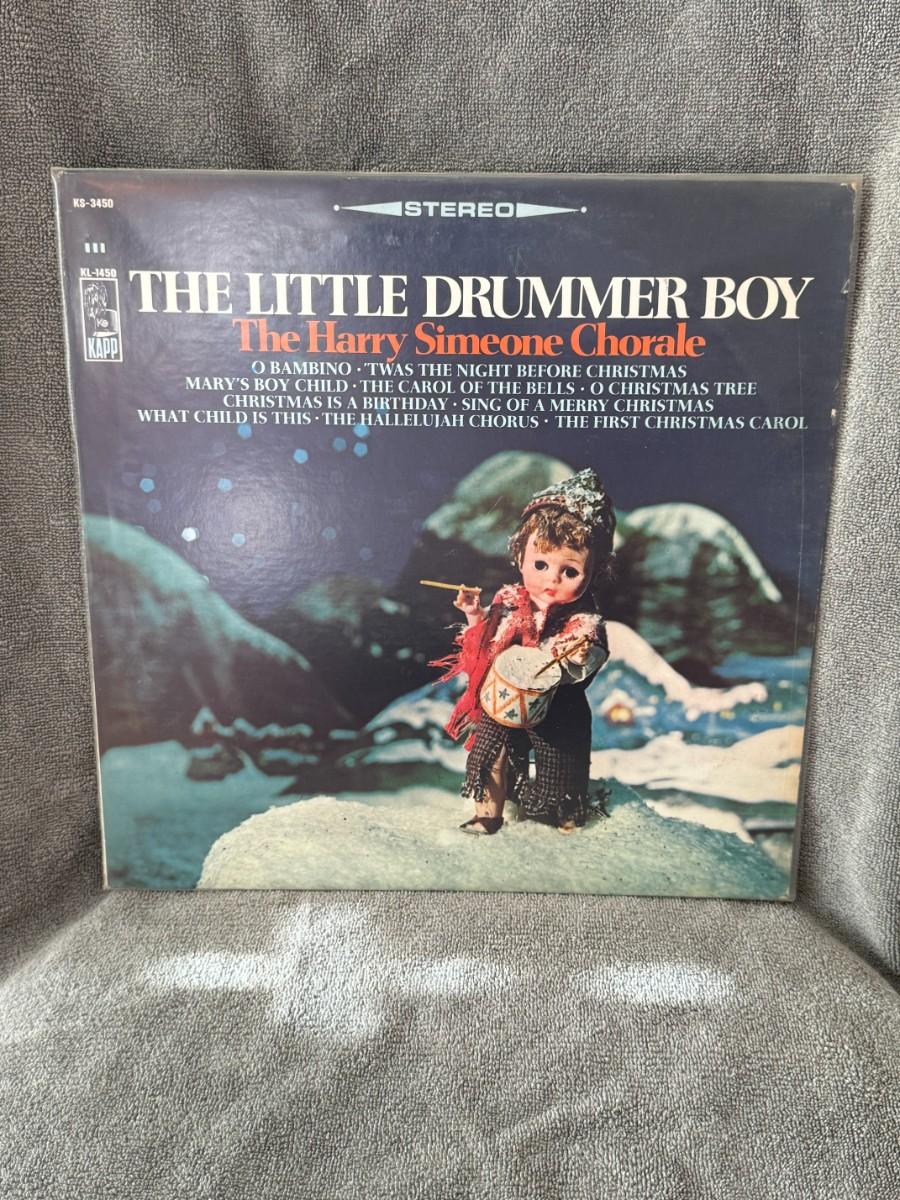 KS-3450
STEREO
KL-1450
KAPP
THE LITTLE DRUMMER BOY
The Harry Simeone Chorale
O BAMBINO · 'TWAS THE NIGHT BEFORE CHRISTMAS
MARY'S BOY CHILD · THE CAROL OF THE BELLS · O CHRISTMAS TREE
CHRISTMAS IS A BIRTHDAY · SING OF A MERRY CHRISTMAS
WHAT CHILD IS THIS · THE HALLELUJAH CHORUS · THE FIRST CHRISTMAS CAROL